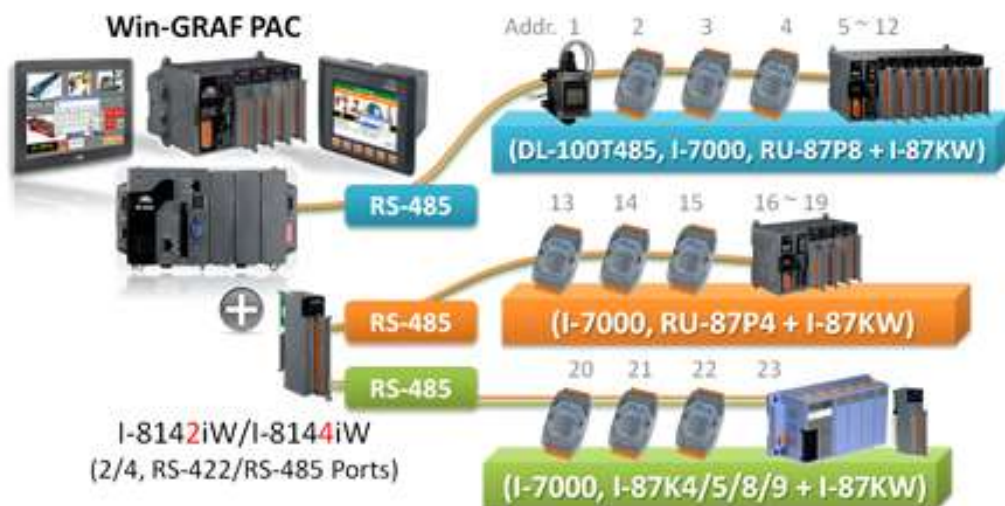 Win-GRAF PAC
Addr. 1 2 3 4 5 ~ 12
(DL-100T485, I-7000, RU-87P8 + I-87KW)
RS-485
13 14 15 16 ~ 19
RS-485
(I-7000, RU-87P4 + I-87KW)
RS-485
20 21 22 23
I-8142iW/I-8144iW
(2/4, RS-422/RS-485 Ports)
(I-7000, I-87K4/5/8/9 + I-87KW)